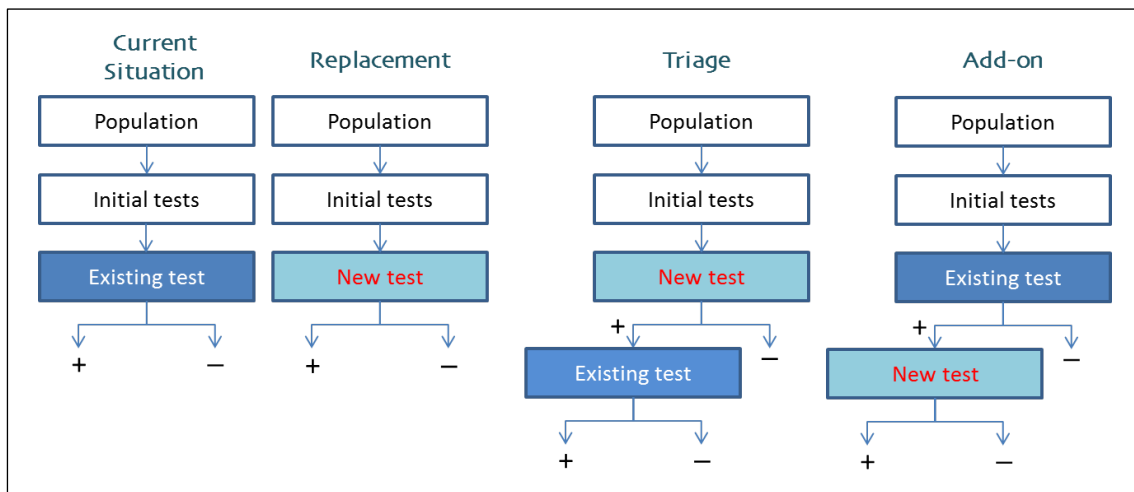 Current
Situation
Replacement
Triage
Add-on
Population
Population
Population
Population
Initial tests
Initial tests
Initial tests
Initial tests
Existing test
New test
New test
Existing test
+
–
+
–
+
–
+
–
Existing test
New test
+
–
+
–